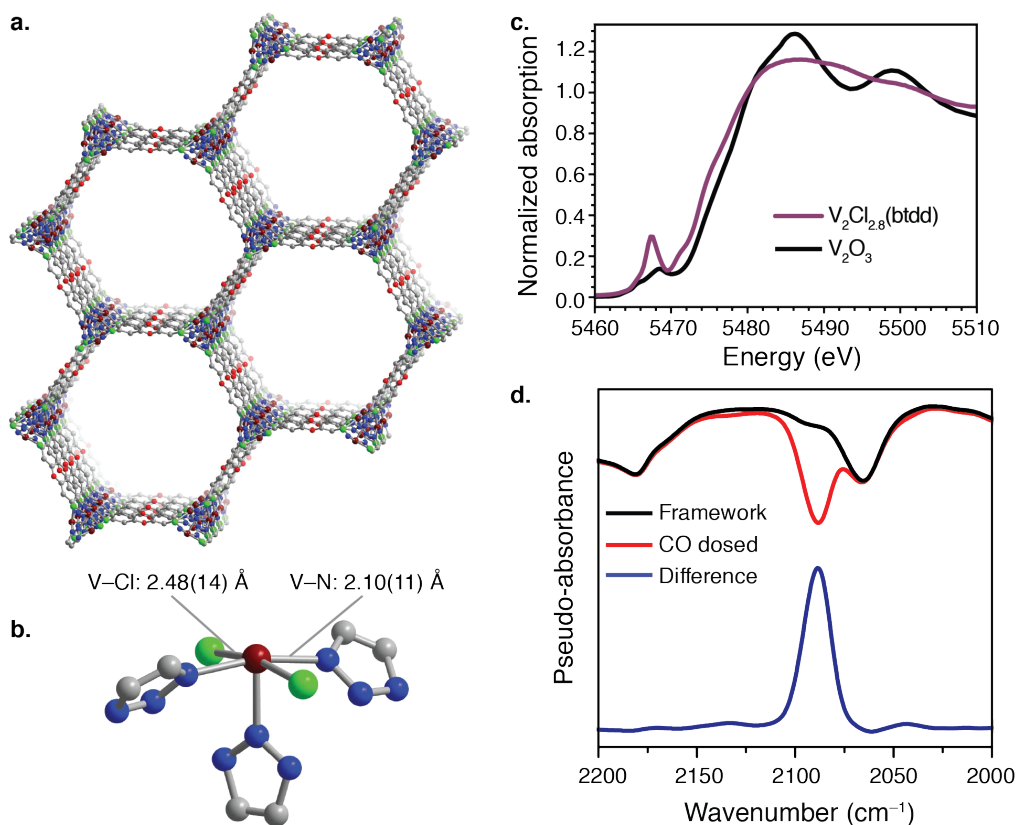 a.
V–Cl: 2.48(14) Å
V–N: 2.10(11) Å
b.
c.
Normalized absorption
1.2
1.0
0.8
0.6
0.4
0.2
0.0
V₂Cl₂.₈(btdd)
V₂O₃
5460 5470 5480 5490 5500 5510
Energy (eV)
d.
Pseudo-absorbance
Framework
CO dosed
Difference
2200 2150 2100 2050 2000
Wavenumber (cm⁻¹)